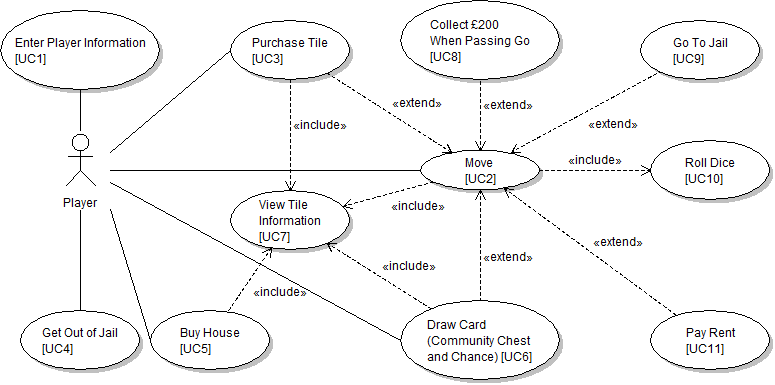 Enter Player Information
[UC1]
Purchase Tile
[UC3]
Collect £200
When Passing Go
[UC8]
Go To Jail
[UC9]
«extend»
«extend»
«extend»
«include»
Player
Move
[UC2]
«include»
Roll Dice
[UC10]
View Tile
Information
[UC7]
«include»
«include»
«include»
«extend»
«extend»
Get Out of Jail
[UC4]
Buy House
[UC5]
Draw Card
(Community Chest
and Chance) [UC6]
Pay Rent
[UC11]